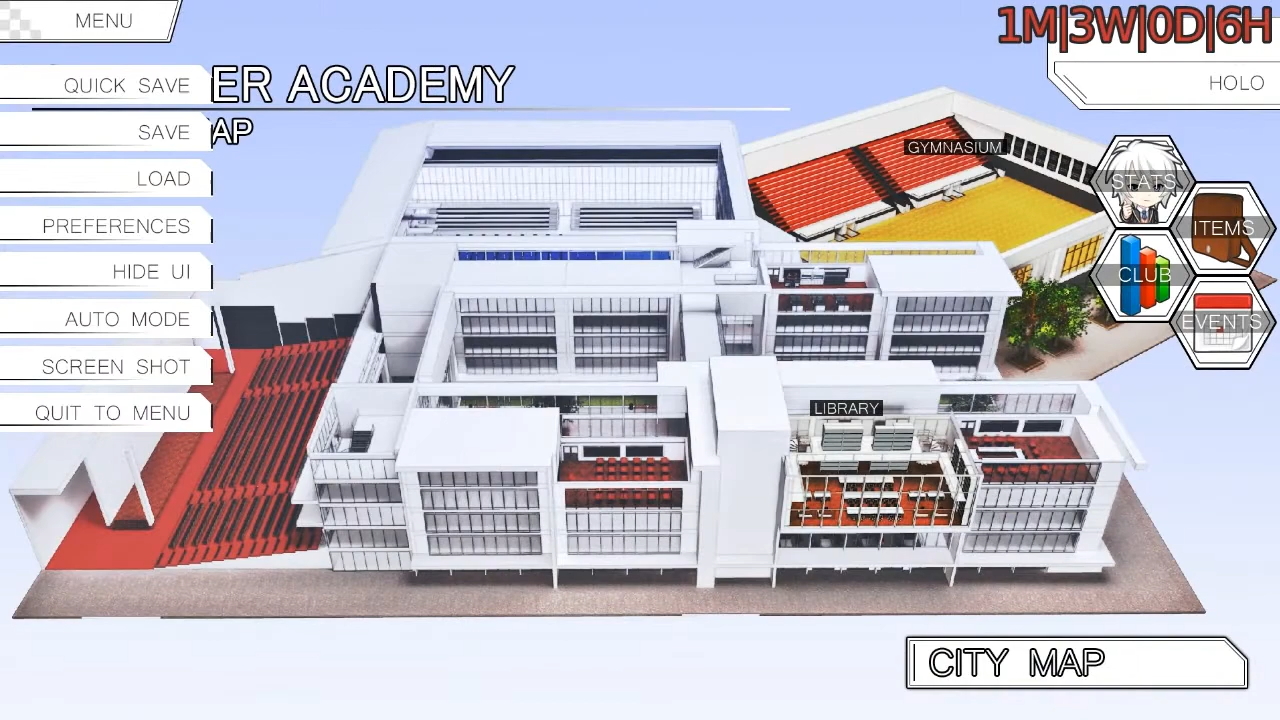 MENU
1M|3W|0D|6H
HOLO
QUICK SAVE
ER ACADEMY
SAVE
AP
LOAD
PREFERENCES
HIDE UI
AUTO MODE
SCREEN SHOT
QUIT TO MENU
GYMNASIUM
STATS
ITEMS
CLUB
EVENTS
LIBRARY
CITY MAP